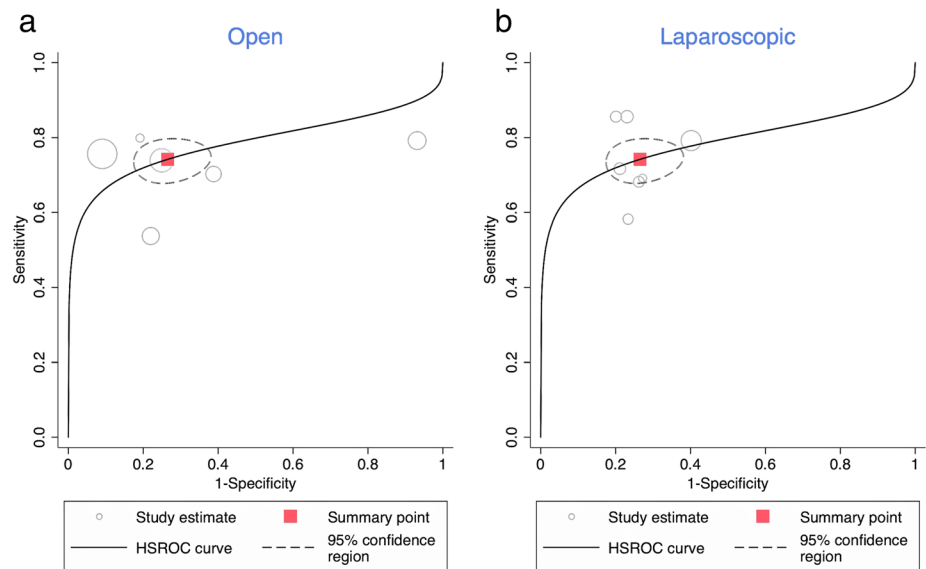 a
Open
Sensitivity
1.0
0.8
0.6
0.4
0.2
0.0
0 0.2 0.4 0.6 0.8 1
1-Specificity
Study estimate Summary point
HSROC curve 95% confidence
region
b
Laparoscopic
Sensitivity
1.0
0.8
0.6
0.4
0.2
0.0
0 0.2 0.4 0.6 0.8 1
1-Specificity
Study estimate Summary point
HSROC curve 95% confidence
region